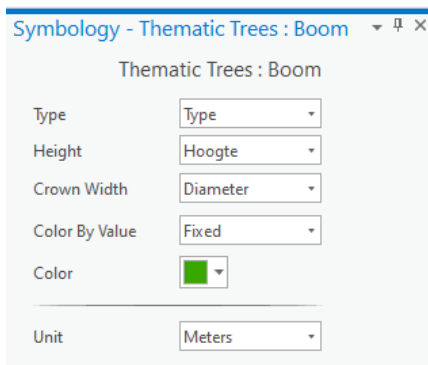 Symbology - Thematic Trees : Boom
Thematic Trees : Boom
Type Type
Height Hoogte
Crown Width Diameter
Color By Value Fixed
Color
Unit Meters